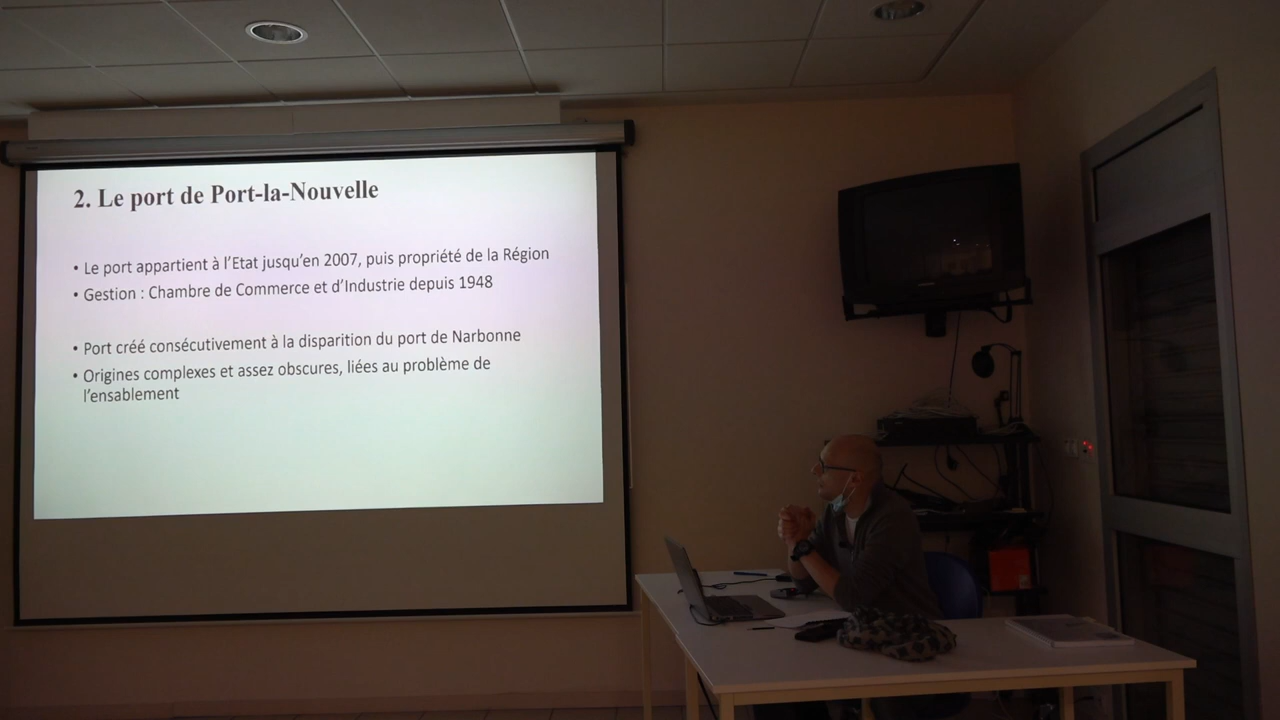 2. Le port de Port-la-Nouvelle
• Le port appartient à l'Etat jusqu'en 2007, puis propriété de la Région
• Gestion : Chambre de Commerce et d'Industrie depuis 1948
• Port créé consécutivement à la disparition du port de Narbonne
• Origines complexes et assez obscures, liées au problème de
l'ensablement